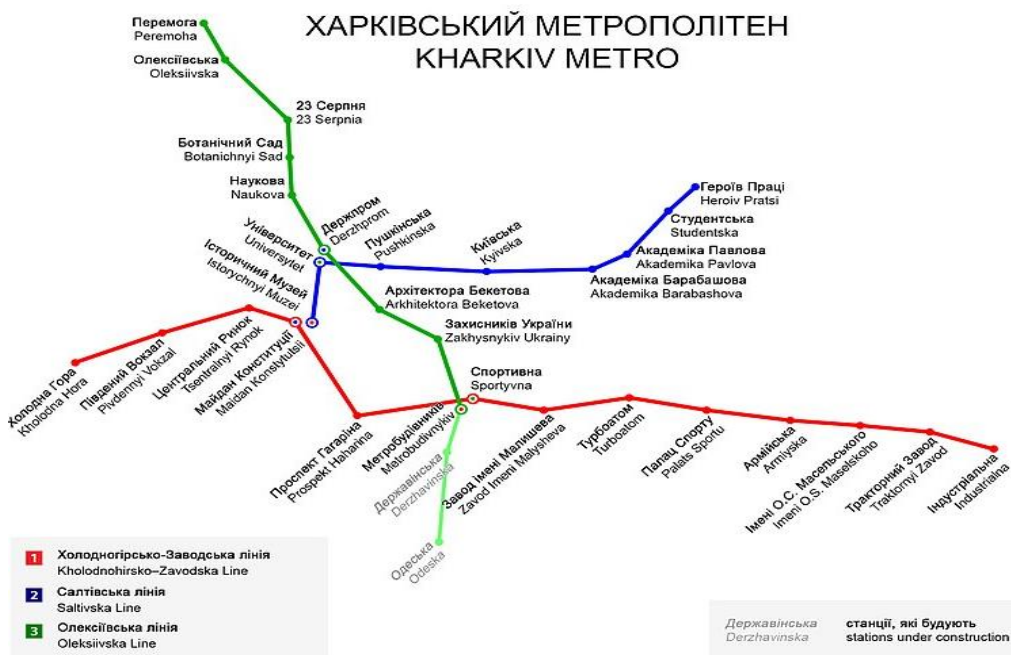 ХАРКІВСЬКИЙ МЕТРОПОЛІТЕН
KHARKIV METRO
Перемога
Peremoha
Олексіївська
Oleksiivska
23 Серпня
23 Serpnia
Ботанічний Сад
Botanichnyi Sad
Наукова
Naukova
Держпром
Derzhprom
Університет
Universytet
Історичний Музей
Istorychnyi Muzei
Пушкінська
Pushkinska
Київська
Kyivska
Героїв Праці
Heroiv Pratsi
Студентська
Studentska
Академіка Павлова
Akademika Pavlova
Академіка Барабашова
Akademika Barabashova
Архітектора Бекетова
Arkhitektora Beketova
Захисників України
Zakhysnykiv Ukrainy
Спортивна
Sportyvna
Холодна Гора
Kholodna Hora
Південий Вокзал
Pivdennyi Vokzal
Центральний Ринок
Tsentralnyi Rynok
Майдан Конституції
Maidan Konstytutsii
Проспект Гагаріна
Prospekt Haharina
Метробудівників
Metrobudivnykiv
Державінська
Derzhavinska
Одеська
Odeska
Завод Імені Малишева
Zavod Imeni Malysheva
Турбоатом
Turboatom
Палац Спорту
Palats Sportu
Армійська
Armiyska
Імені О.С. Масельського
Imeni O.S. Maselskoho
Тракторний Завод
Traktornyi Zavod
Індустріальна
Industrialna
1 Холодногірсько-Заводська лінія
Kholodnohirsko–Zavodska Line
2 Салтівська лінія
Saltivska Line
3 Олексіївська лінія
Oleksiivska Line
Державінська станції, які будують
Derzhavinska stations under construction